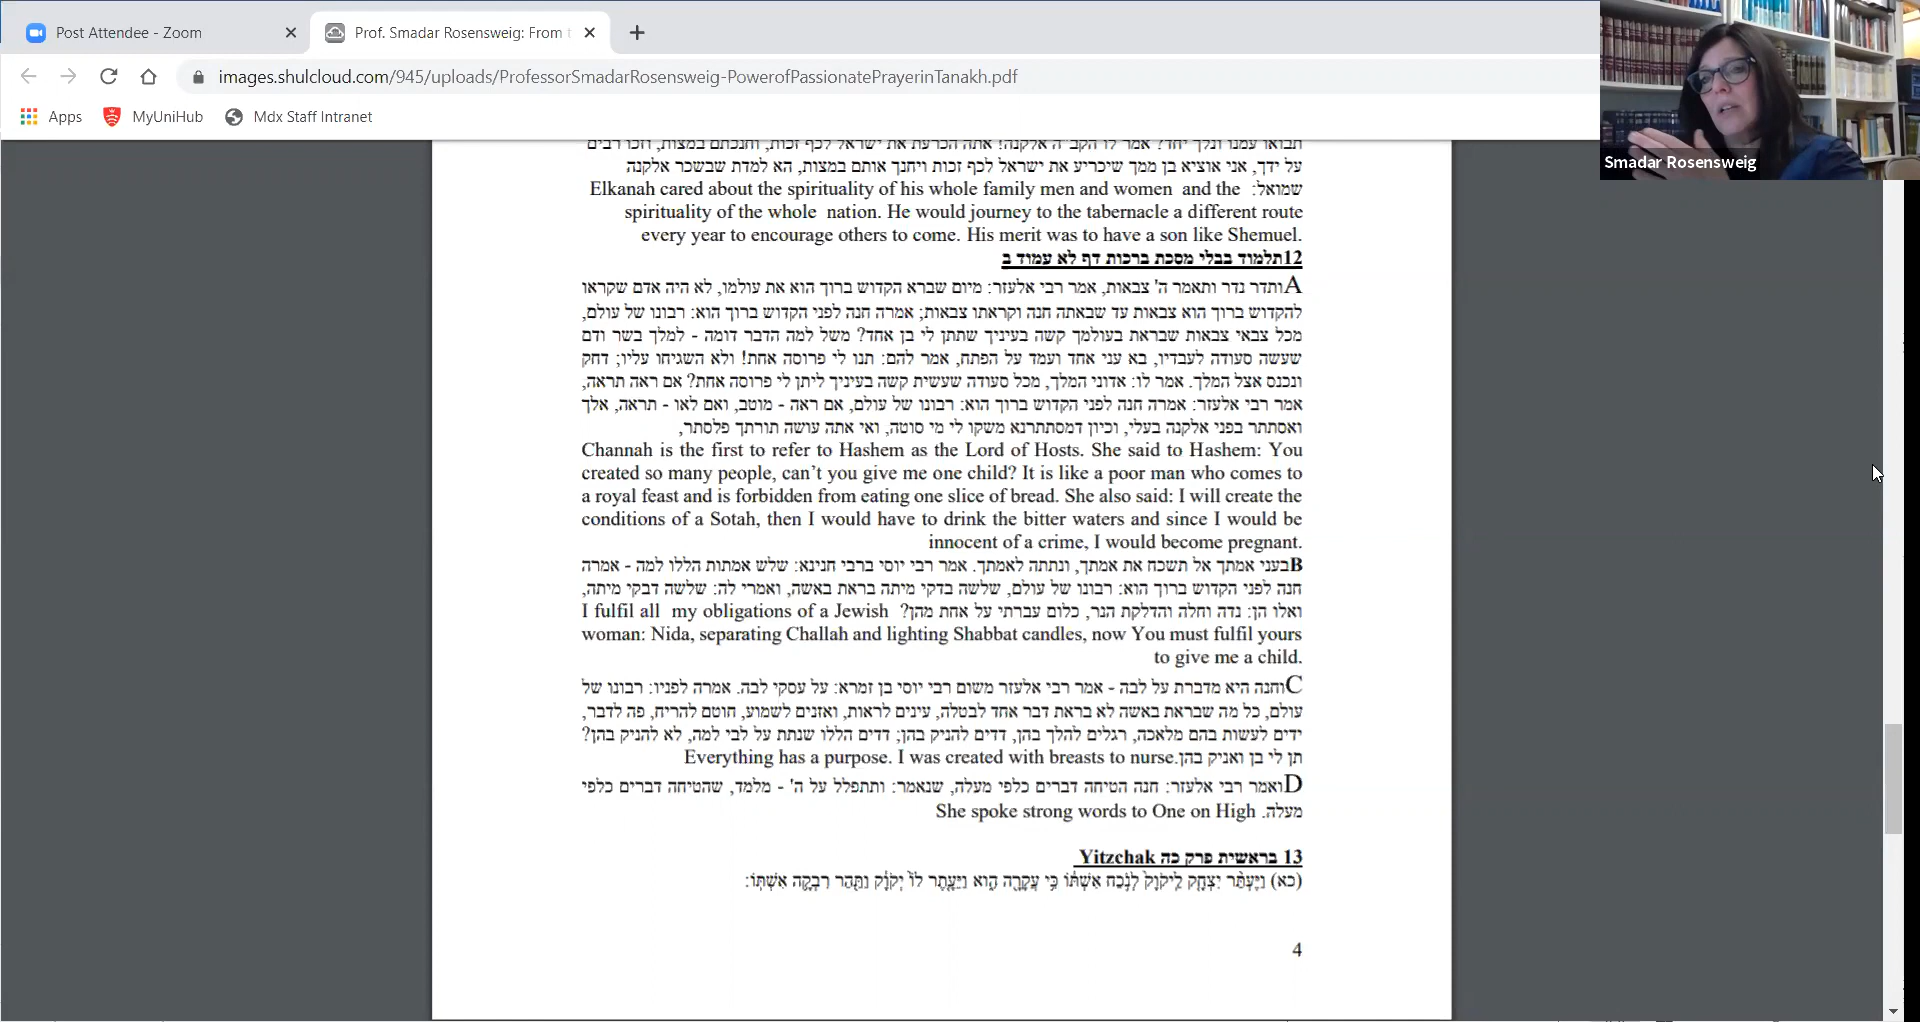 Post Attendee - Zoom
Prof. Smadar Rosensweig: From t
images.shulcloud.com/945/uploads/ProfessorSmadarRosensweig-PowerofPassionatePrayerinTanakh.pdf
Apps
MyUniHub
Mdx Staff Intranet
Smadar Rosensweig
תבואו עמנו ונלך יחד? אמר לו הקב"ה אלקנה! אתה הכרעת את ישראל לכף זכות, וחנכתם במצות, וזכו רבים
על ידך, אני אוציא בן ממך שיכריע את ישראל לכף זכות ויחנך אותם במצות, הא למדת שבשכר אלקנה
שמואל: Elkanah cared about the spirituality of his whole family men and women and the
spirituality of the whole nation. He would journey to the tabernacle a different route
every year to encourage others to come. His merit was to have a son like Shemuel.
12תלמוד בבלי מסכת ברכות דף לא עמוד ב
Aותדר נדר ותאמר ה' צבאות, אמר רבי אלעזר: מיום שברא הקדוש ברוך הוא את עולמו, לא היה אדם שקראו
להקדוש ברוך הוא צבאות עד שבאתה חנה וקראתו צבאות; אמרה חנה לפני הקדוש ברוך הוא: רבונו של עולם,
מכל צבאי צבאות שבראת בעולמך קשה בעיניך שתתן לי בן אחד? משל למה הדבר דומה - למלך בשר ודם
שעשה סעודה לעבדיו, בא עני אחד ועמד על הפתח, אמר להם: תנו לי פרוסה אחת! ולא השגיחו עליו; דחק
ונכנס אצל המלך. אמר לו: אדוני המלך, מכל סעודה שעשית קשה בעיניך ליתן לי פרוסה אחת? אם ראה תראה,
אמר רבי אלעזר: אמרה חנה לפני הקדוש ברוך הוא: רבונו של עולם, אם ראה - מוטב, ואם לאו - תראה, אלך
ואסתתר בפני אלקנה בעלי, וכיון דמסתתרנא משקו לי מי סוטה, ואי אתה עושה תורתך פלסתר,
Channah is the first to refer to Hashem as the Lord of Hosts. She said to Hashem: You
created so many people, can’t you give me one child? It is like a poor man who comes to
a royal feast and is forbidden from eating one slice of bread. She also said: I will create the
conditions of a Sotah, then I would have to drink the bitter waters and since I would be
innocent of a crime, I would become pregnant.
Bבעני אמתך אל תשכח את אמתך, ונתתה לאמתך. אמר רבי יוסי ברבי חנינא: שלש אמתות הללו למה - אמרה
חנה לפני הקדוש ברוך הוא: רבונו של עולם, שלשה בדקי מיתה בראת באשה, ואמרי לה: שלשה דבקי מיתה,
ואלו הן: נדה וחלה והדלקת הנר, כלום עברתי על אחת מהן? I fulfil all my obligations of a Jewish
woman: Nida, separating Challah and lighting Shabbat candles, now You must fulfil yours
to give me a child.
Cוחנה היא מדברת על לבה - אמר רבי אלעזר משום רבי יוסי בן זמרא: על עסקי לבה. אמרה לפניו: רבונו של
עולם, כל מה שבראת באשה לא בראת דבר אחד לבטלה, עינים לראות, ואזנים לשמוע, חוטם להריח, פה לדבר,
ידים לעשות בהם מלאכה, רגלים להלך בהן, דדים להניק בהן; דדים הללו שנתת על לבי למה, לא להניק בהן?
תן לי בן ואניק בהן.Everything has a purpose. I was created with breasts to nurse
Dואמר רבי אלעזר: חנה הטיחה דברים כלפי מעלה, שנאמר: ותתפלל על ה' - מלמד, שהטיחה דברים כלפי
מעלה. She spoke strong words to One on High
13 בראשית פרק כה Yitzchak
(כא) וַיֶּעְתַּ֨ר יִצְחָ֤ק לַֽיקֹוָק֙ לְנֹ֣כַח אִשְׁתּ֔וֹ כִּ֥י עֲקָרָ֖ה הִ֑וא וַיֵּעָ֤תֶר לוֹ֙ יְקֹוָ֔ק וַתַּ֖הַר רִבְקָ֥ה אִשְׁתּֽוֹ:
4